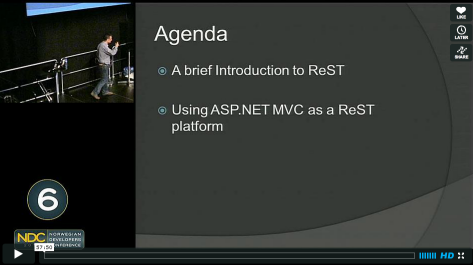 Agenda
A brief Introduction to ReST
Using ASP.NET MVC as a ReST
platform
LIKE
LATER
SHARE
6
NDC NORWEGIAN
DEVELOPERS
CONFERENCE
57:50
HD